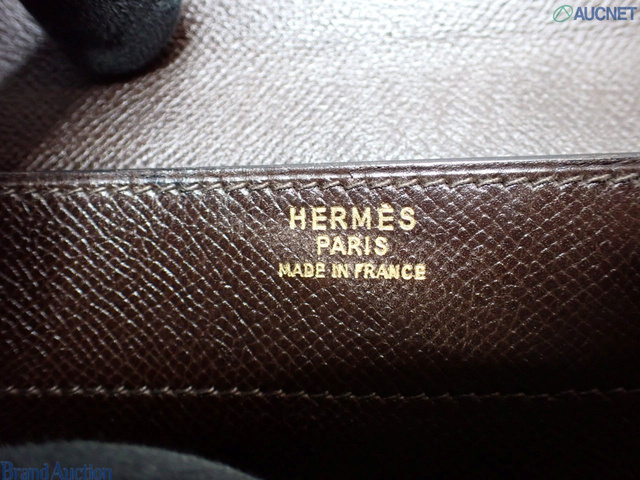 AUCNET
HERMÈS
PARIS
MADE IN FRANCE
Brand Auction